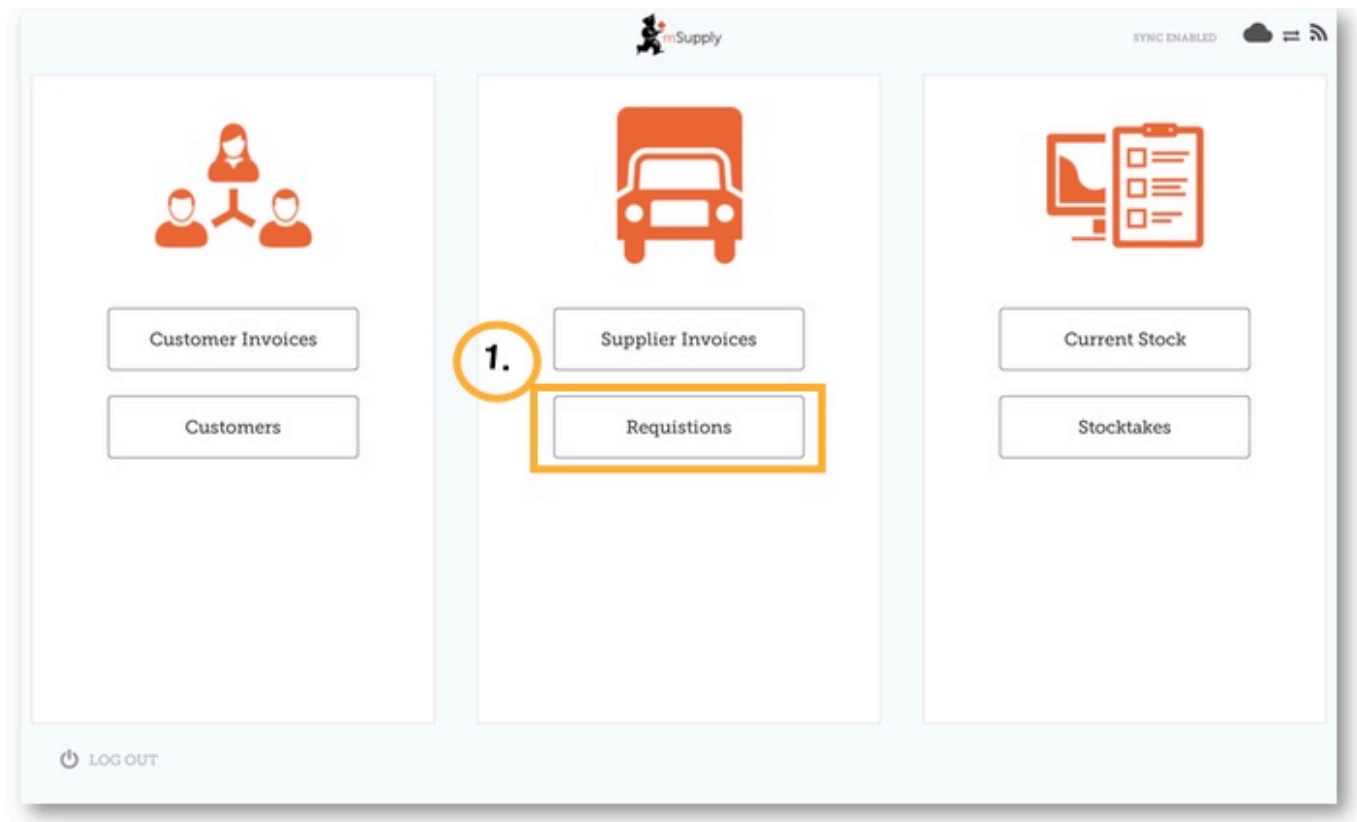 mSupply
SYNC ENABLED
Customer Invoices
Customers
1.
Supplier Invoices
Requistions
Current Stock
Stocktakes
LOG OUT